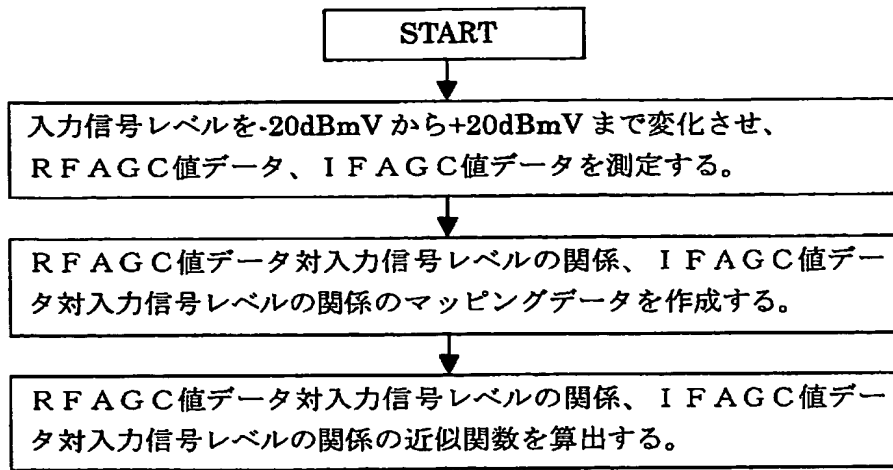 START
入力信号レベルを-20dBmVから+20dBmVまで変化させ、
ＲＦＡＧＣ値データ、ＩＦＡＧＣ値データを測定する。
ＲＦＡＧＣ値データ対入力信号レベルの関係、ＩＦＡＧＣ値デー
タ対入力信号レベルの関係のマッピングデータを作成する。
ＲＦＡＧＣ値データ対入力信号レベルの関係、ＩＦＡＧＣ値デー
タ対入力信号レベルの関係の近似関数を算出する。